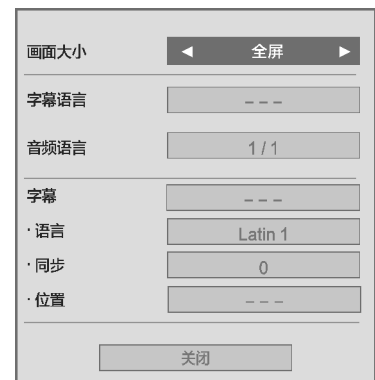 画面大小 ◀ 全屏 ▶
字幕语言 – – –
音频语言 1 / 1
字幕 – – –
· 语言 Latin 1
· 同步 0
· 位置 – – –
关闭